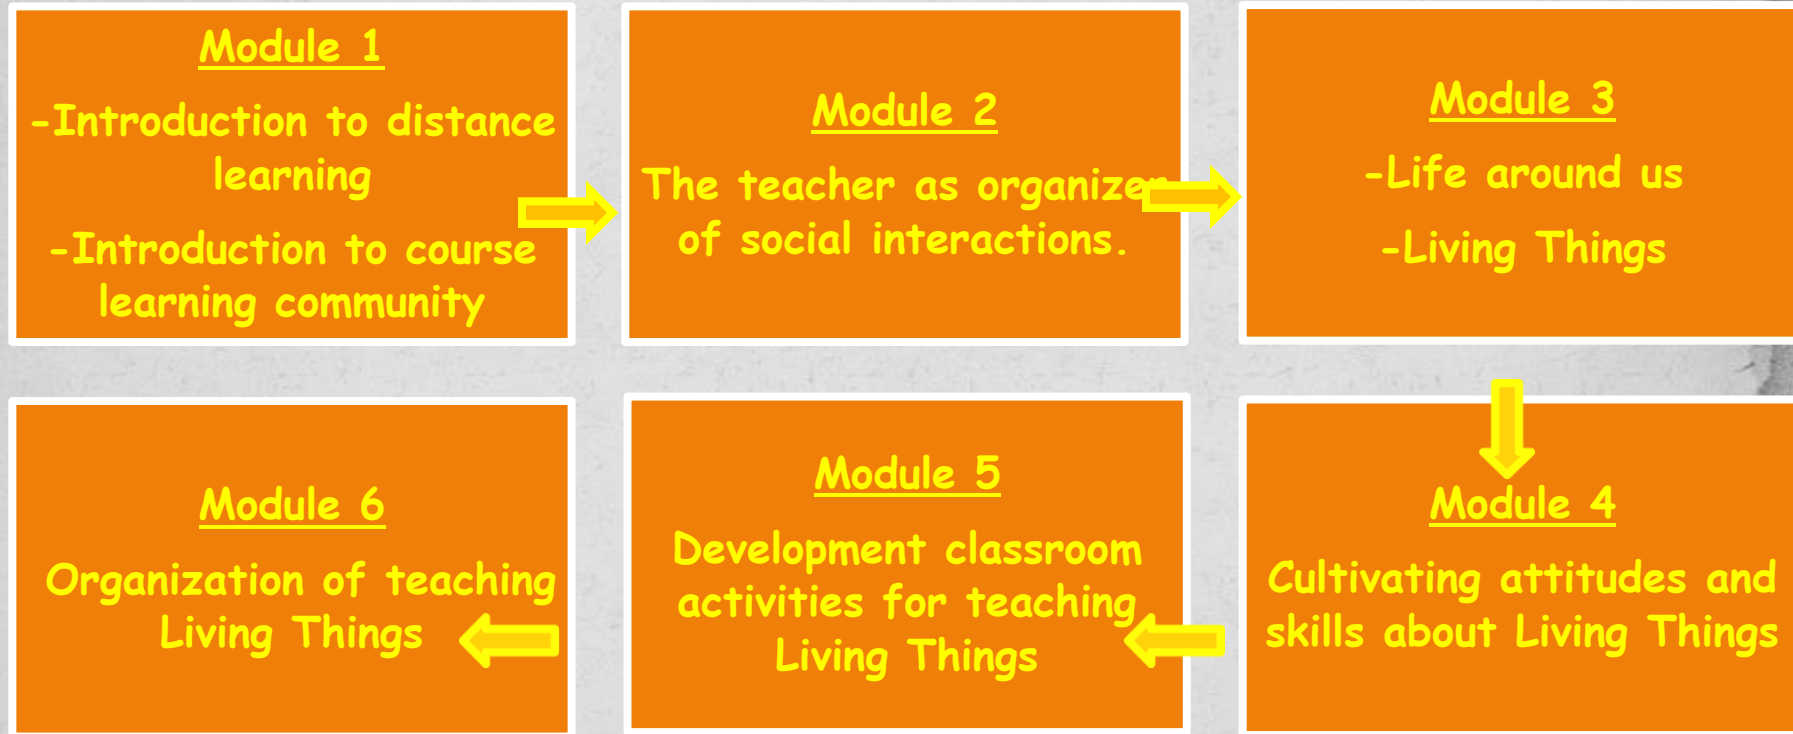 Module 1
-Introduction to distance
learning
-Introduction to course
learning community
Module 2
The teacher as organizer
of social interactions.
Module 3
-Life around us
-Living Things
Module 4
Cultivating attitudes and
skills about Living Things
Module 5
Development classroom
activities for teaching
Living Things
Module 6
Organization of teaching
Living Things